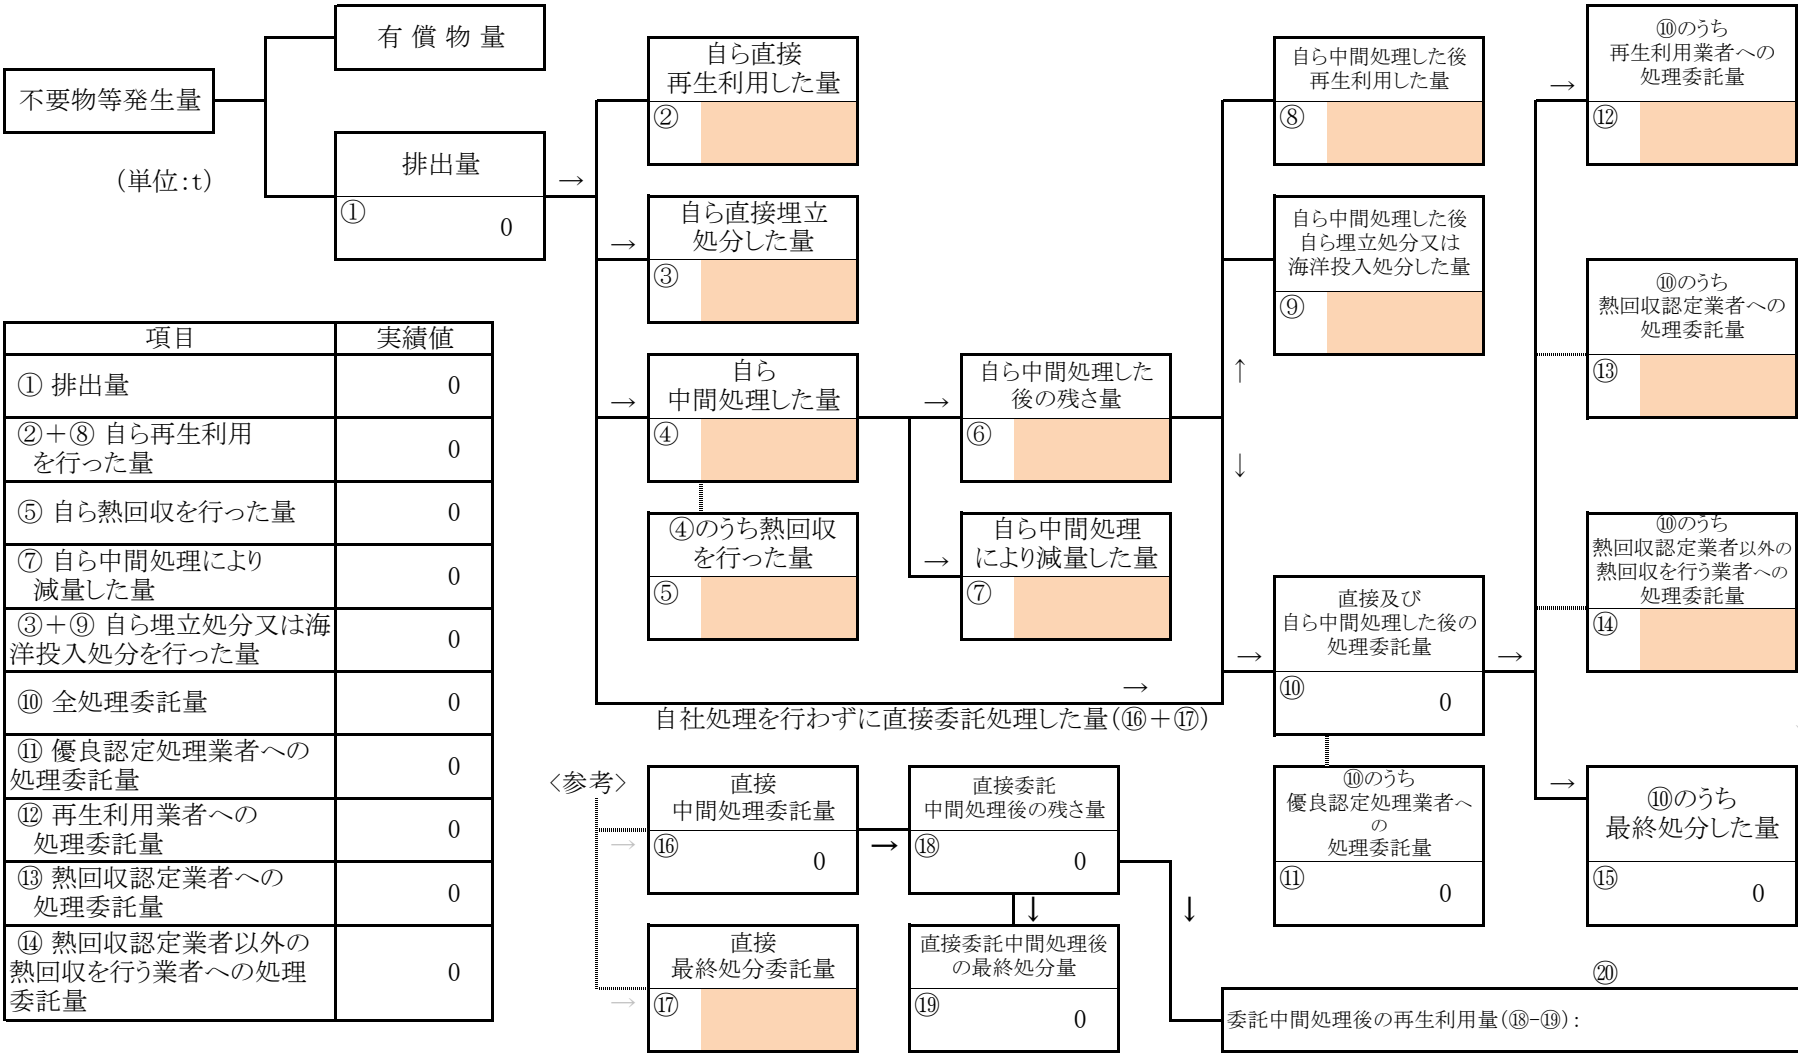 不要物等発生量
有 償 物 量
排出量
①
0
(単位:t)
→
自ら直接
再生利用した量
②
→
自ら直接埋立
処分した量
③
→
自ら
中間処理した量
④
④のうち熱回収
を行った量
⑤
→
自ら中間処理した
後の残さ量
⑥
→
自ら中間処理
により減量した量
⑦
↑
↓
自ら中間処理した後
再生利用した量
⑧
自ら中間処理した後
自ら埋立処分又は
海洋投入処分した量
⑨
→
自社処理を行わずに直接委託処理した量(⑯+⑰)
→
直接及び
自ら中間処理した後の
処理委託量
⑩
0
→
⑩のうち
優良認定処理業者へ
の
処理委託量
⑪
0
→
⑩のうち
再生利用業者への
処理委託量
⑫
⑩のうち
熱回収認定業者への
処理委託量
⑬
⑩のうち
熱回収認定業者以外の
熱回収を行う業者への
処理委託量
⑭
→
⑩のうち
最終処分した量
⑮
0
項目 実績値
① 排出量 0
②+⑧ 自ら再生利用
を行った量 0
⑤ 自ら熱回収を行った量 0
⑦ 自ら中間処理により
減量した量 0
③+⑨ 自ら埋立処分又は海
洋投入処分を行った量 0
⑩ 全処理委託量 0
⑪ 優良認定処理業者への
処理委託量 0
⑫ 再生利用業者への
処理委託量 0
⑬ 熱回収認定業者への
処理委託量 0
⑭ 熱回収認定業者以外の
熱回収を行う業者への処理
委託量 0
<参考>
→
直接
中間処理委託量
⑯
0
→
直接委託
中間処理後の残さ量
⑱
0
↓
→
直接
最終処分委託量
⑰
直接委託中間処理後
の最終処分量
⑲
0
↓
⑳
委託中間処理後の再生利用量(⑱-⑲):